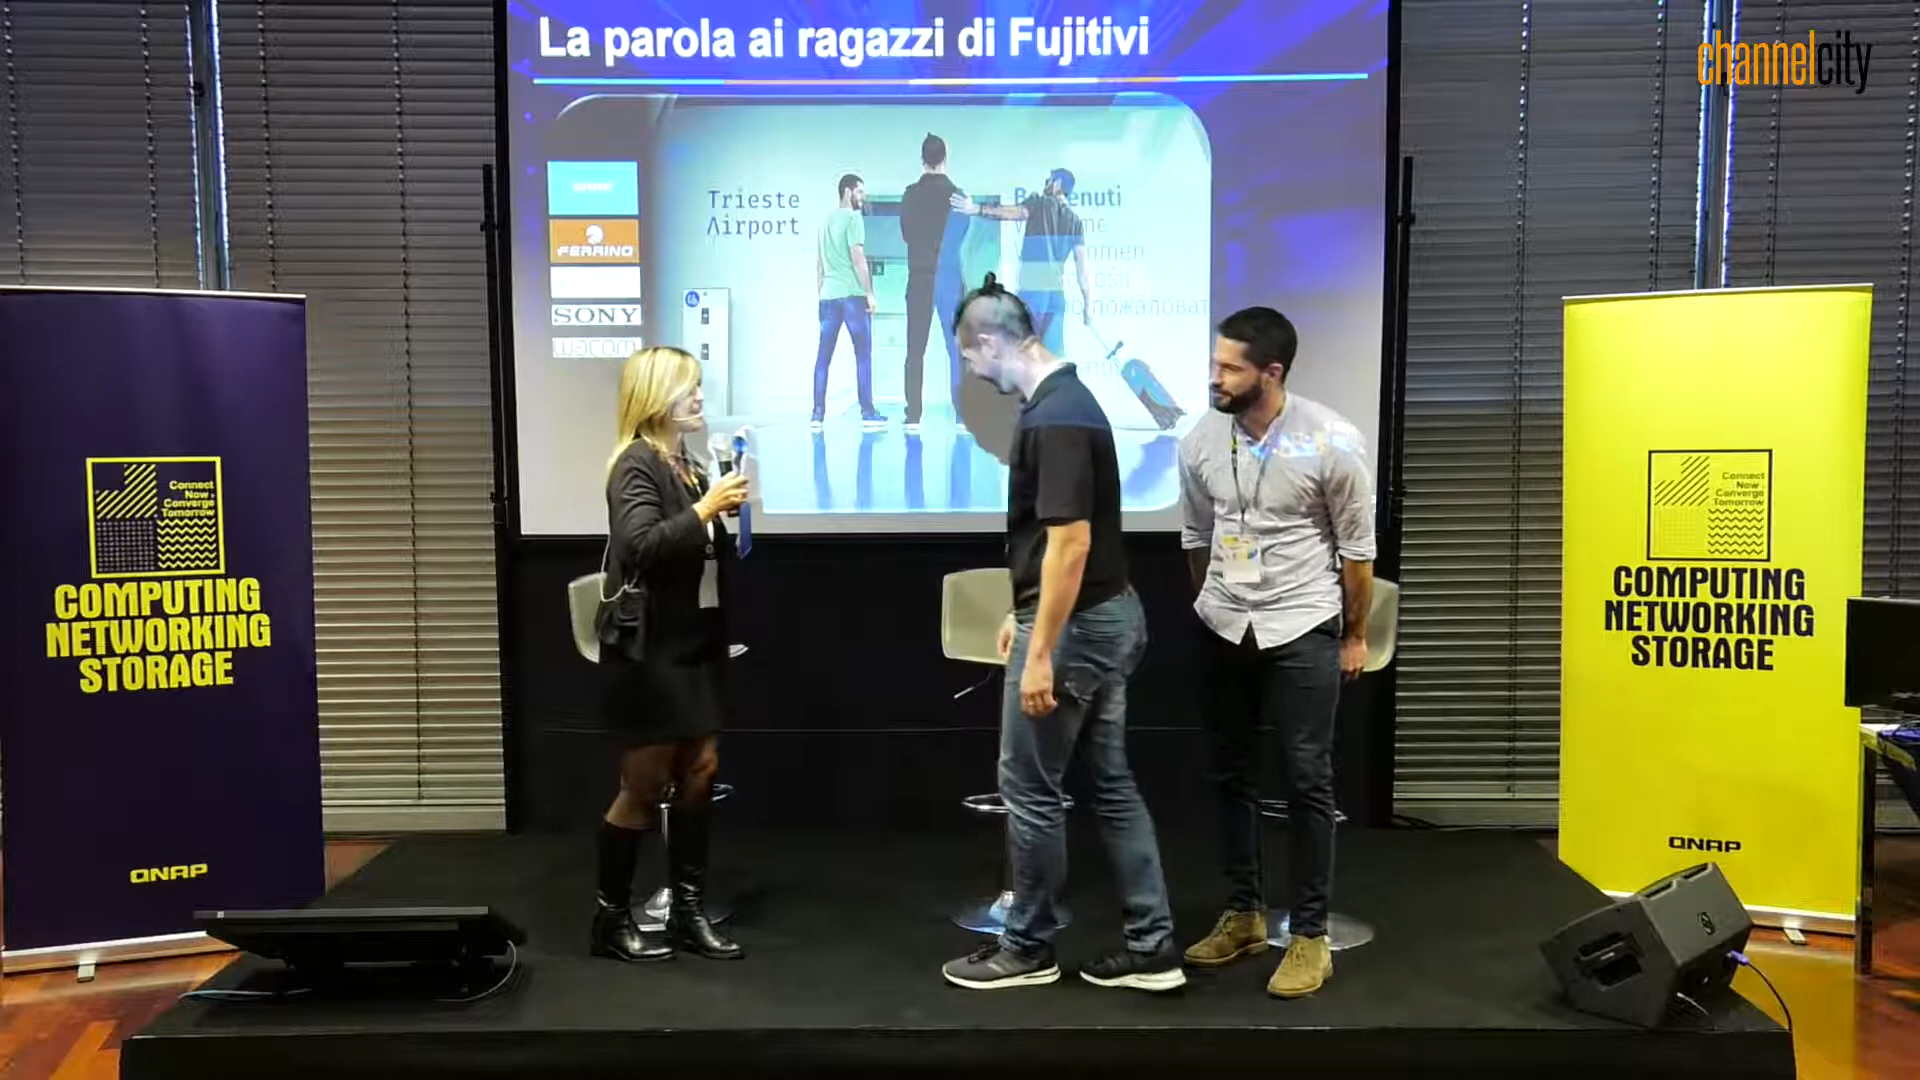 La parola ai ragazzi di Fujitivi
channelcity
Trieste
Airport
FERRINO
SONY
wacom
Connect
Now.
Converge
Tomorrow
COMPUTING
NETWORKING
STORAGE
QNAP
Connect
Now.
Converge
Tomorrow
COMPUTING
NETWORKING
STORAGE
QNAP